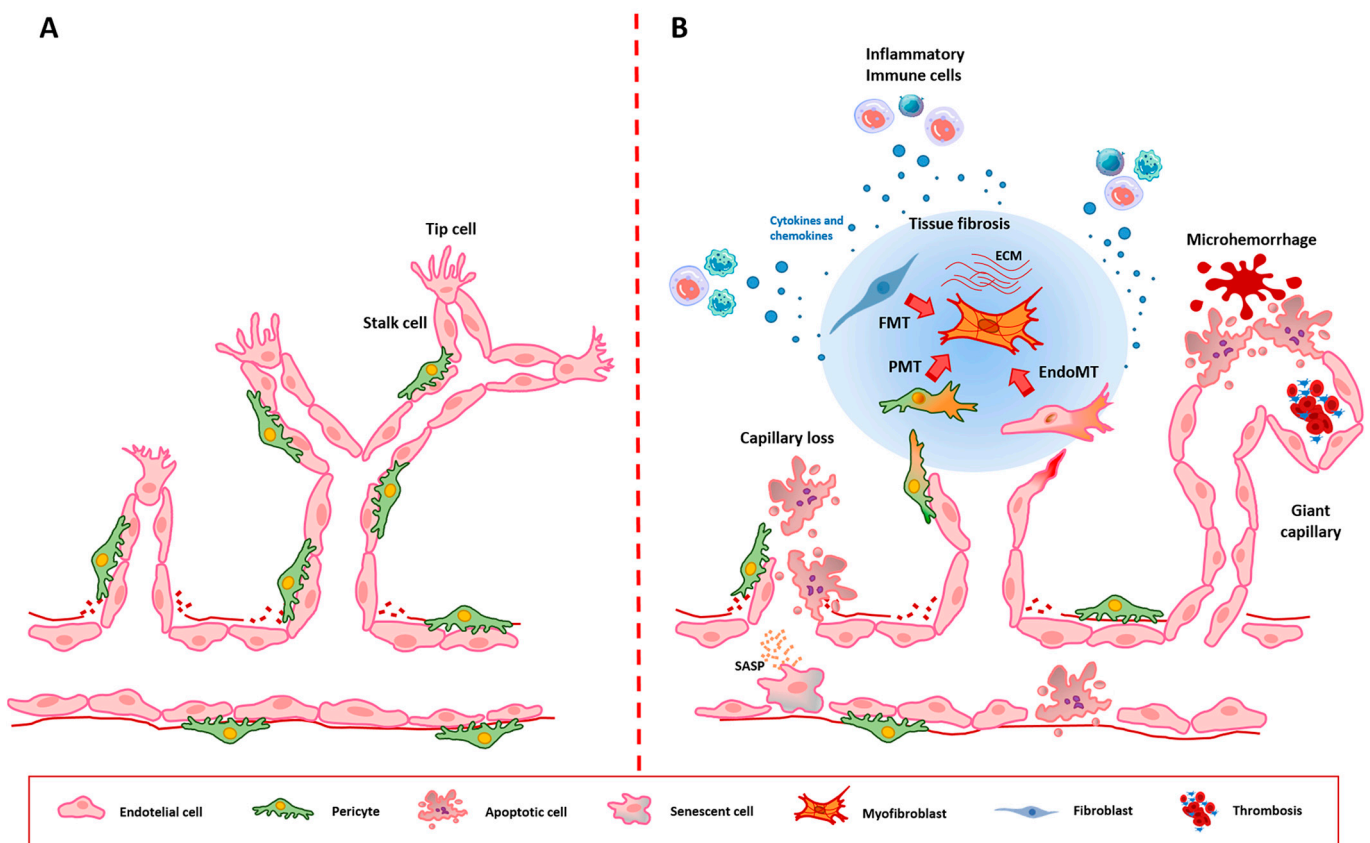 A
B
Inflammatory
Immune cells
Cytokines and
chemokines
Tissue fibrosis
ECM
Microhemorrhage
Tip cell
Stalk cell
FMT
PMT
EndoMT
Capillary loss
Giant
capillary
SASP
Endotelial cell
Pericyte
Apoptotic cell
Senescent cell
Myofibroblast
Fibroblast
Thrombosis